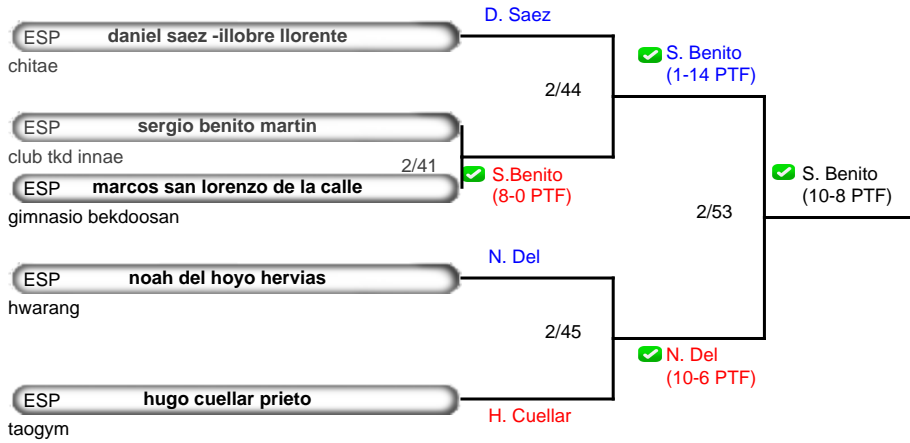 D. Saez
ESP daniel saez -illobre llorente
chitae
S. Benito
(1-14 PTF)
2/44
ESP sergio benito martin
club tkd innae
2/41
S.Benito
(8-0 PTF)
ESP marcos san lorenzo de la calle
gimnasio bekdoosan
S. Benito
(10-8 PTF)
2/53
N. Del
ESP noah del hoyo hervias
hwarang
2/45
N. Del
(10-6 PTF)
ESP hugo cuellar prieto
H. Cuellar
taogym